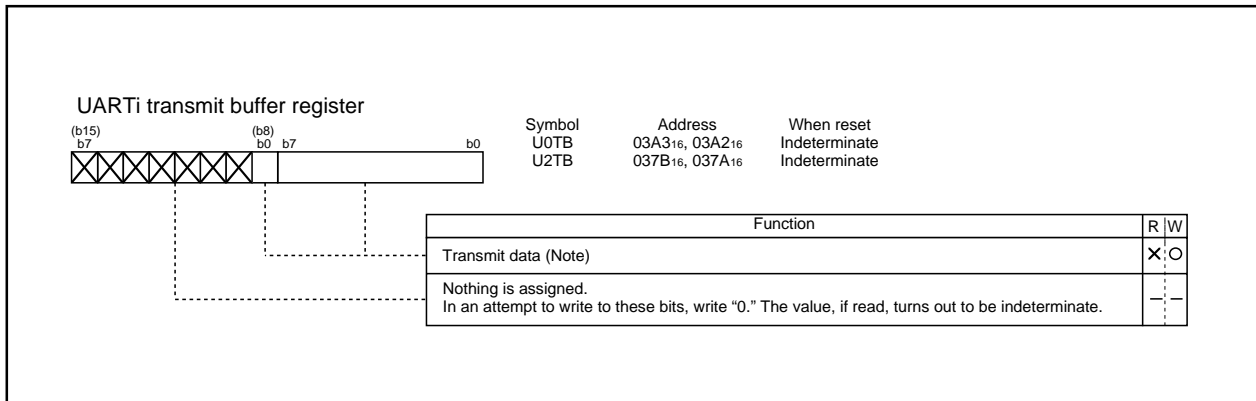 UARTi transmit buffer register
(b15) (b8)
b7 b0 b7 b0
Symbol Address When reset
U0TB 03A316, 03A216 Indeterminate
U2TB 037B16, 037A16 Indeterminate
Function R W
Transmit data (Note) × ○
Nothing is assigned.
In an attempt to write to these bits, write “0.” The value, if read, turns out to be indeterminate. – –